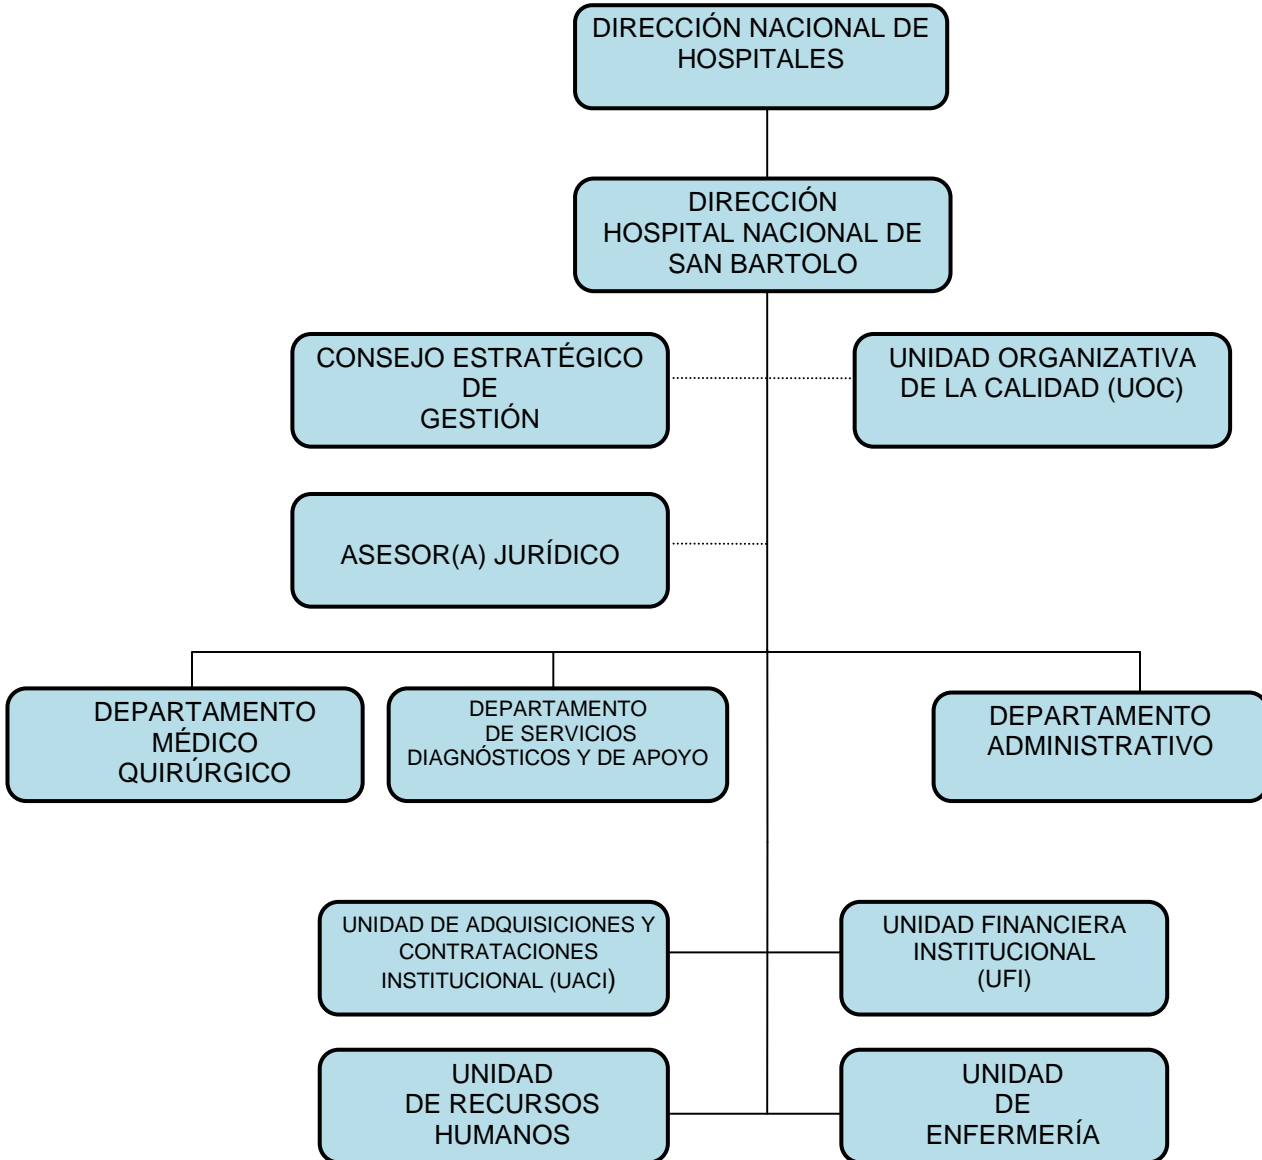 DIRECCIÓN NACIONAL DE
HOSPITALES
DIRECCIÓN
HOSPITAL NACIONAL DE
SAN BARTOLO
CONSEJO ESTRATÉGICO
DE
GESTIÓN
UNIDAD ORGANIZATIVA
DE LA CALIDAD (UOC)
ASESOR(A) JURÍDICO
DEPARTAMENTO
MÉDICO
QUIRÚRGICO
DEPARTAMENTO
DE SERVICIOS
DIAGNÓSTICOS Y DE APOYO
DEPARTAMENTO
ADMINISTRATIVO
UNIDAD DE ADQUISICIONES Y
CONTRATACIONES
INSTITUCIONAL (UACI)
UNIDAD FINANCIERA
INSTITUCIONAL
(UFI)
UNIDAD
DE RECURSOS
HUMANOS
UNIDAD
DE
ENFERMERÍA